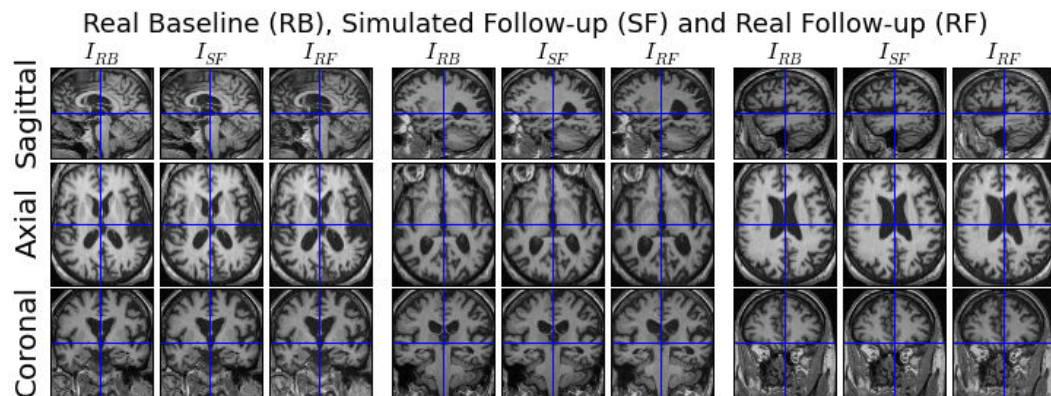 Real Baseline (RB), Simulated Follow-up (SF) and Real Follow-up (RF)
I_RB I_SF I_RF I_RB I_SF I_RF I_RB I_SF I_RF
Sagittal
Axial
Coronal